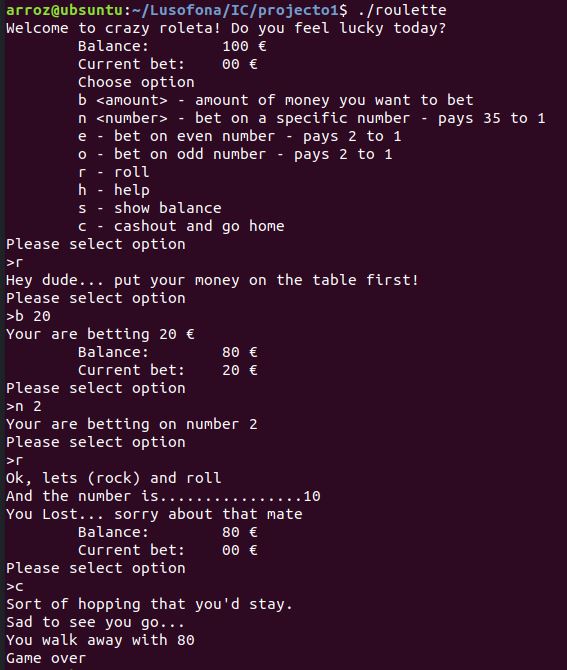 arroz@ubsuntu:~/Lusofona/IC/projecto1$ ./roulette
Welcome to crazy roleta! Do you feel lucky today?
Balance: 100 €
Current bet: 00 €
Choose option
b <amount> - amount of money you want to bet
n <number> - bet on a specific number - pays 35 to 1
e - bet on even number - pays 2 to 1
o - bet on odd number - pays 2 to 1
r - roll
h - help
s - show balance
c - cashout and go home
Please select option
>r
Hey dude... put your money on the table first!
Please select option
>b 20
Your are betting 20 €
Balance: 80 €
Current bet: 20 €
Please select option
>n 2
Your are betting on number 2
Please select option
>r
Ok, lets (rock) and roll
And the number is................10
You Lost... sorry about that mate
Balance: 80 €
Current bet: 00 €
Please select option
>c
Sort of hopping that you'd stay.
Sad to see you go...
You walk away with 80
Game over